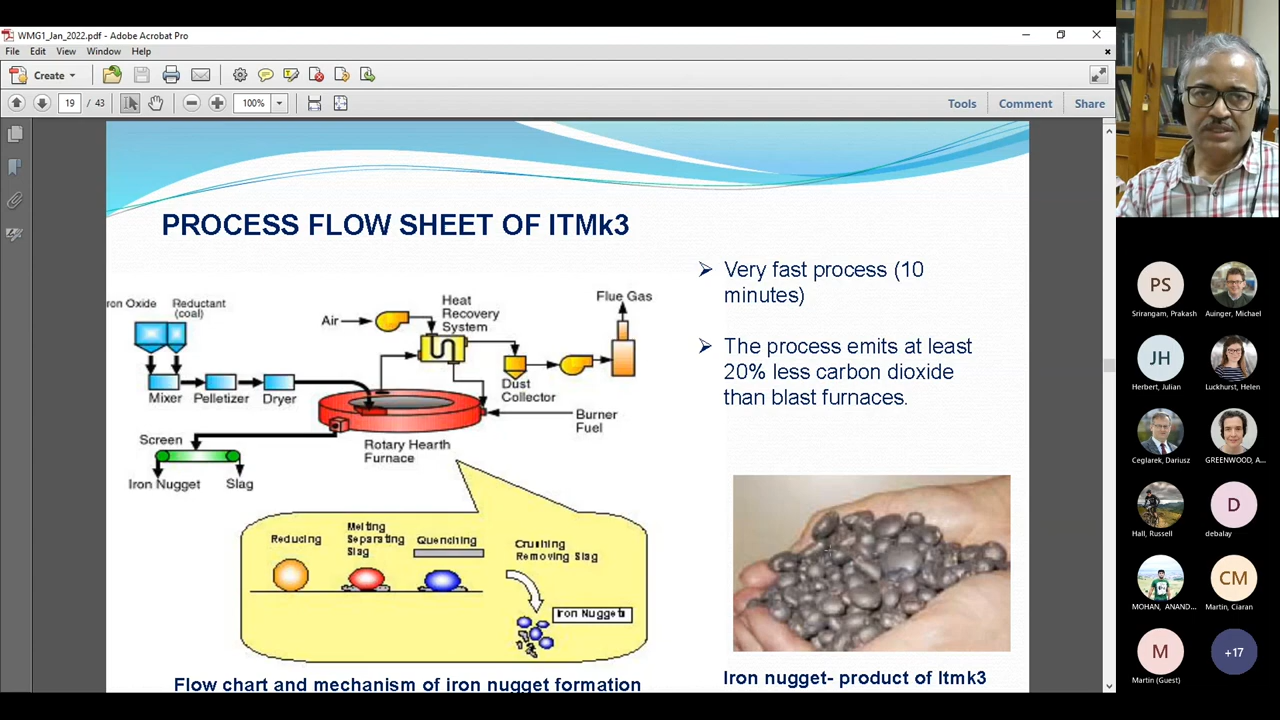 WMG1_Jan_2022.pdf - Adobe Acrobat Pro
File Edit View Window Help
Create
19 / 43
100%
Tools Comment Share
PROCESS FLOW SHEET OF ITMk3
ron Oxide
Reductant
(coal)
Mixer
Pelletizer
Dryer
Air
Heat
Recovery
System
Flue Gas
Dust
Collector
Burner
Fuel
Rotary Hearth
Furnace
Screen
Iron Nugget
Slag
Reducing
Melting
Separating
Slag
Quenching
Crushing
Removing Slag
Iron Nugget
Flow chart and mechanism of iron nugget formation
Very fast process (10
minutes)
The process emits at least
20% less carbon dioxide
than blast furnaces.
Iron nugget- product of Itmk3
PS
Srirangam, Prakash
Auinger, Michael
JH
Herbert, Julian
Luckhurst, Helen
Ceglarek, Dariusz
GREENWOOD, A...
Hall, Russell
D
debalay
MOHAN, ANAND...
CM
Martin, Ciaran
M
Martin (Guest)
+17